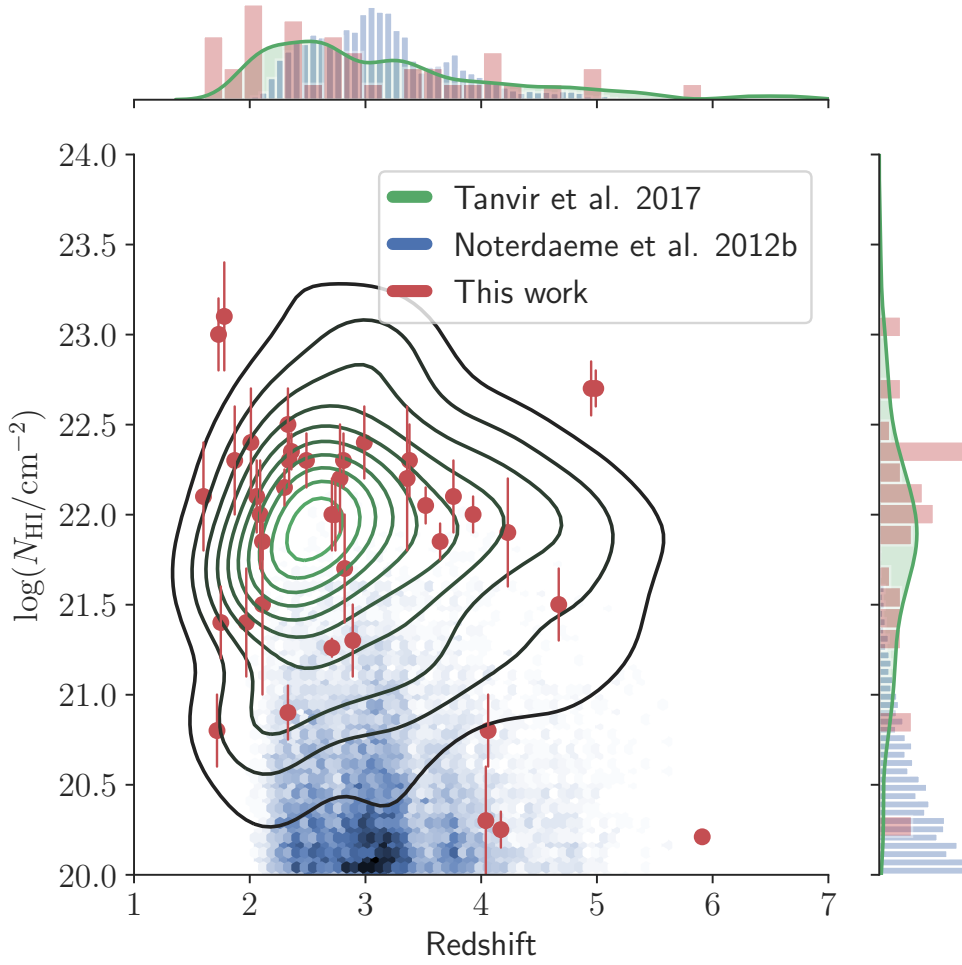 24.0
23.5
23.0
22.5
22.0
21.5
21.0
20.5
20.0
log(N_HI/cm⁻²)
Tanvir et al. 2017
Noterdaeme et al. 2012b
This work
1 2 3 4 5 6 7
Redshift